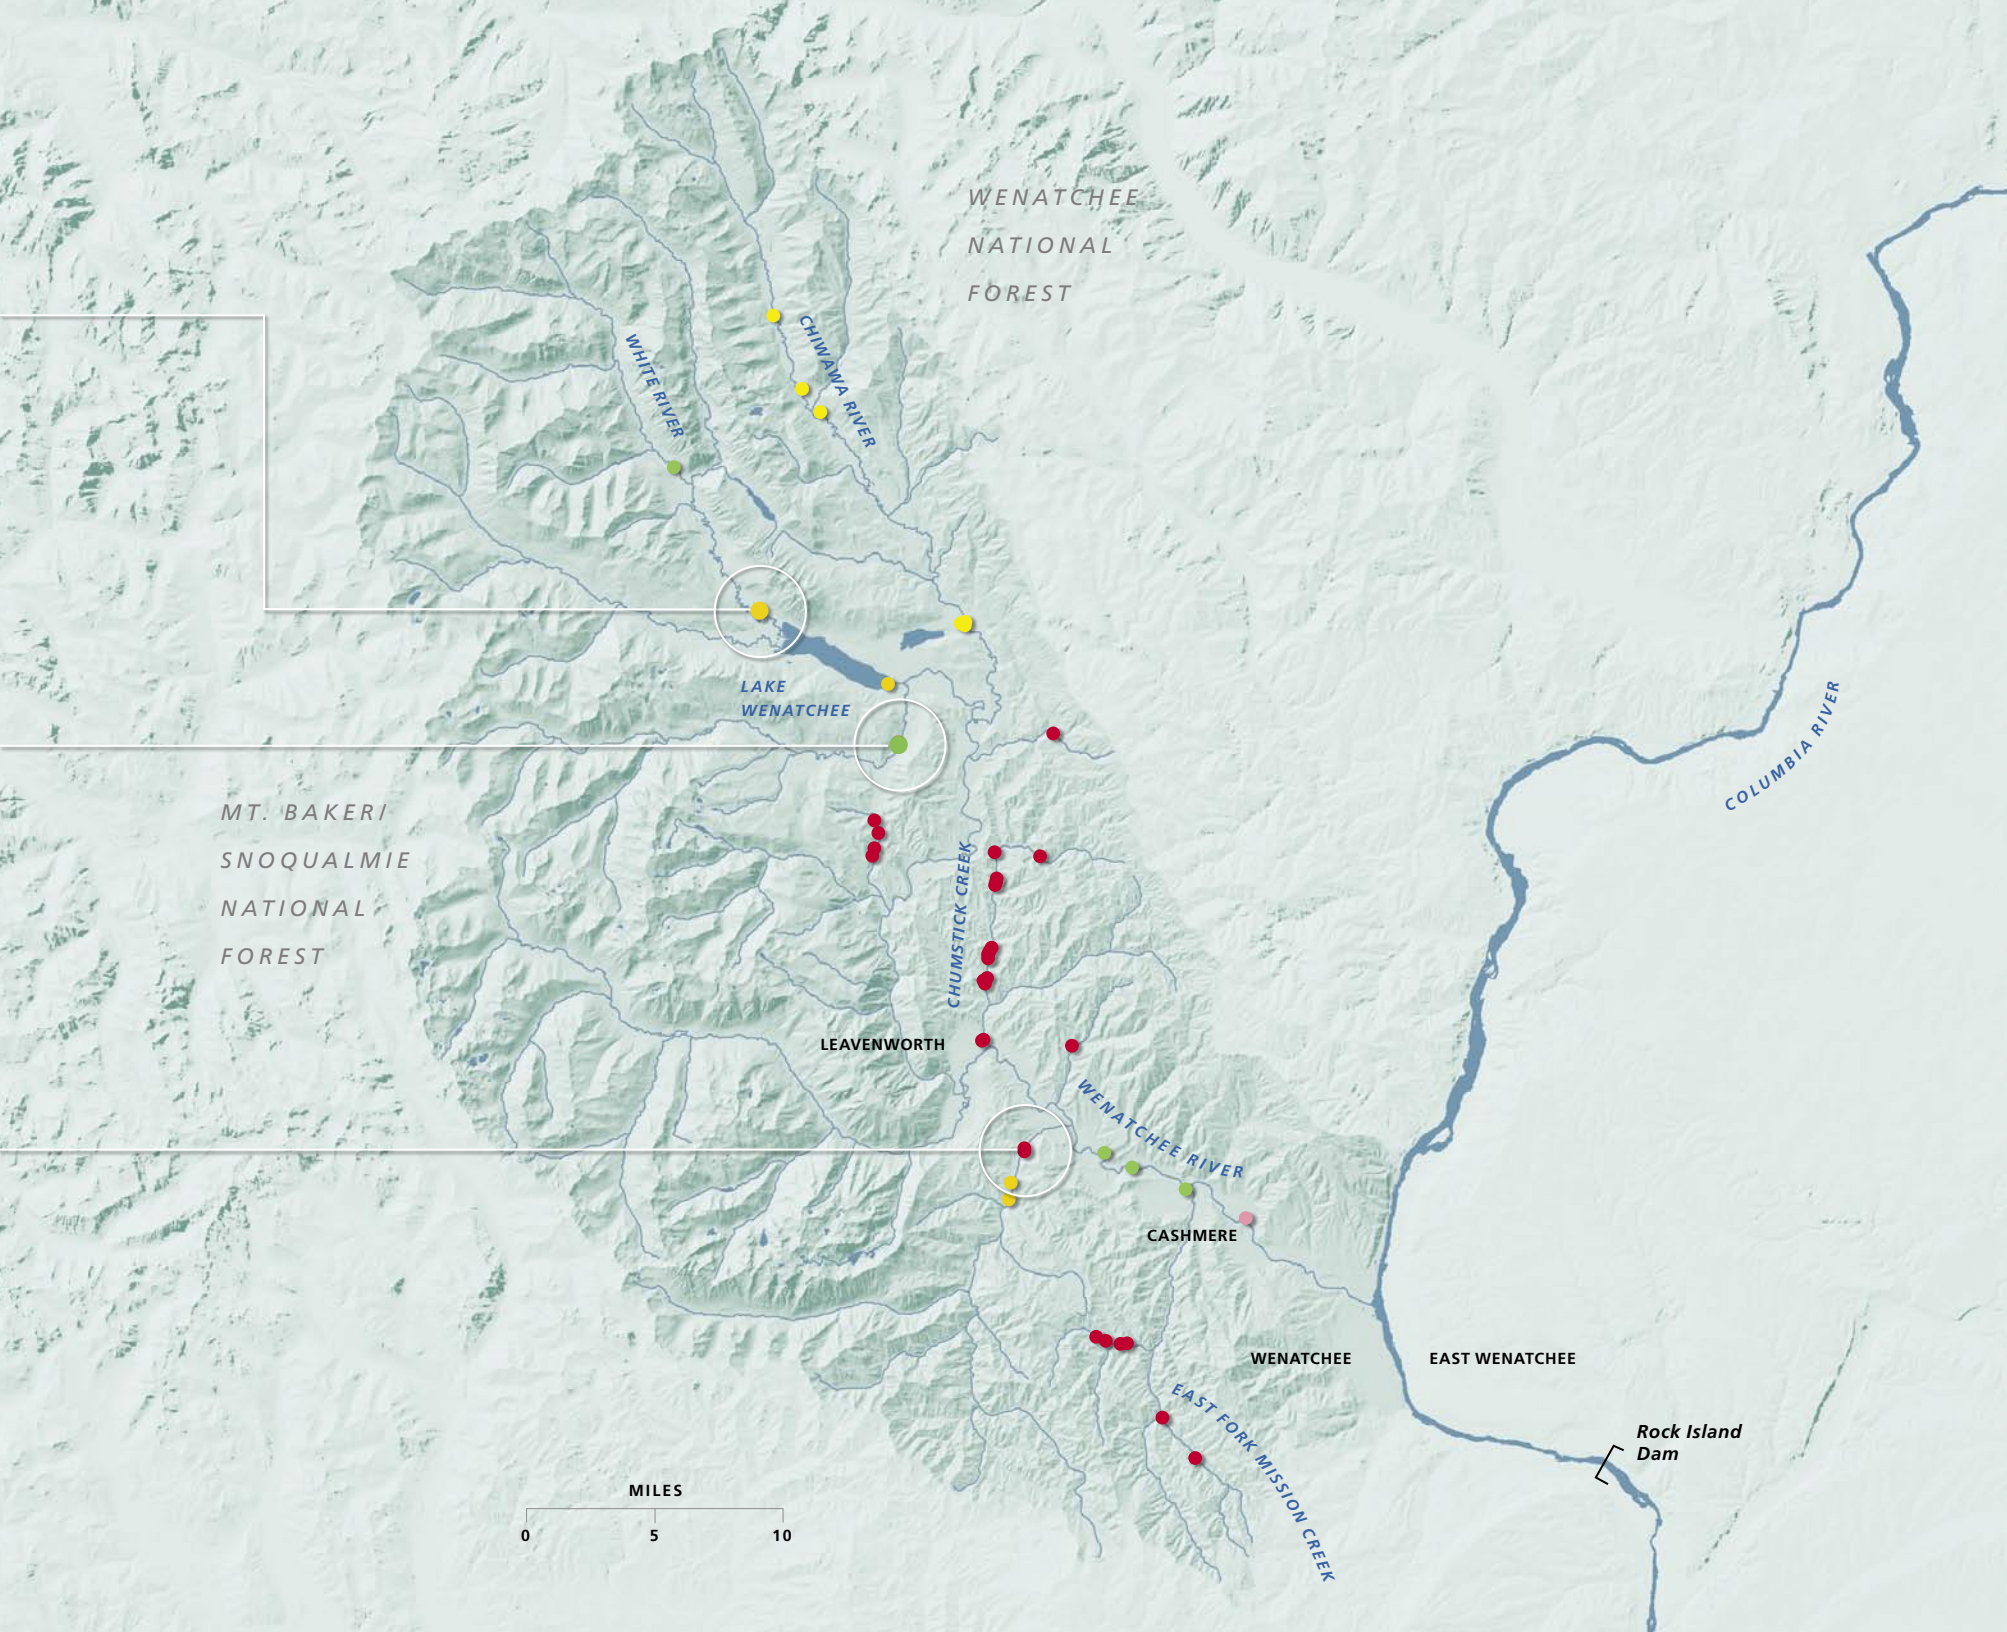 WENATCHEE
NATIONAL
FOREST
WHITE RIVER
CHIWAWA RIVER
LAKE
WENATCHEE
COLUMBIA RIVER
MT. BAKER/
SNOQUALMIE
NATIONAL
FOREST
CHUMSTICK CREEK
LEAVENWORTH
WENATCHEE RIVER
CASHMERE
WENATCHEE
EAST WENATCHEE
EAST FORK MISSION CREEK
Rock Island
Dam
MILES
0 5 10